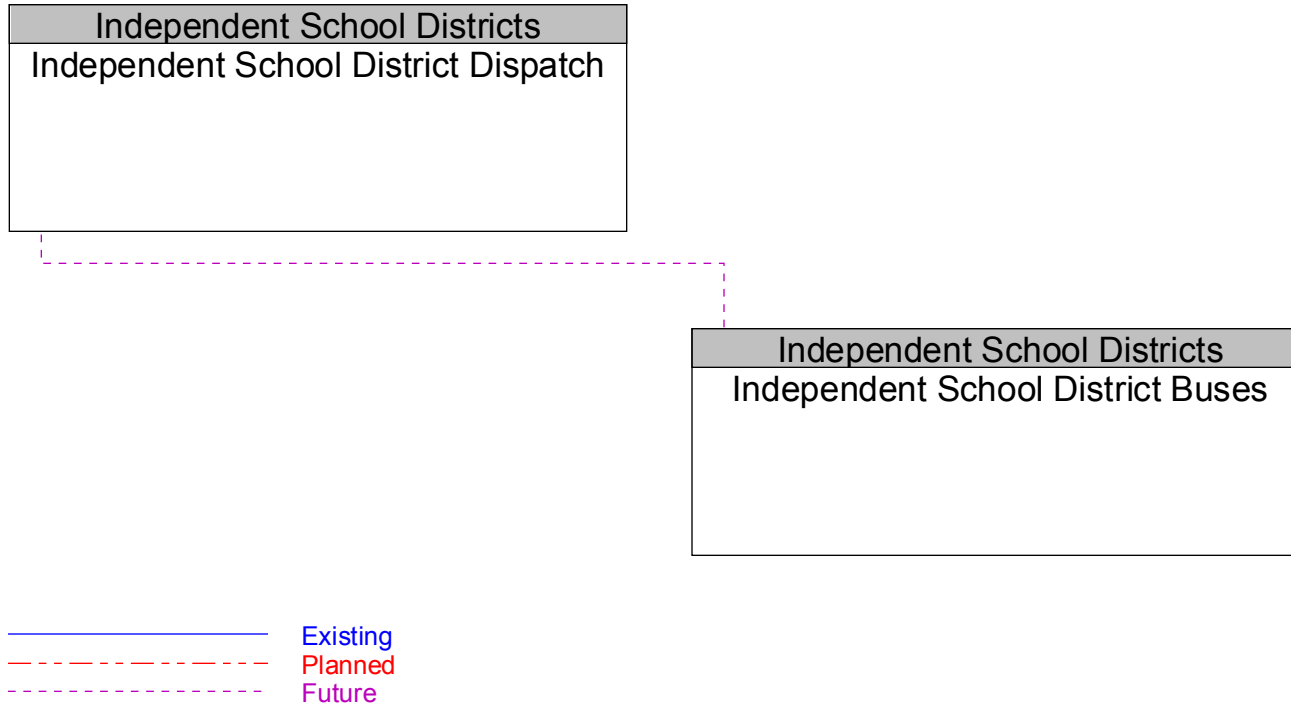 Independent School Districts
Independent School District Dispatch
Independent School Districts
Independent School District Buses
Existing
Planned
Future